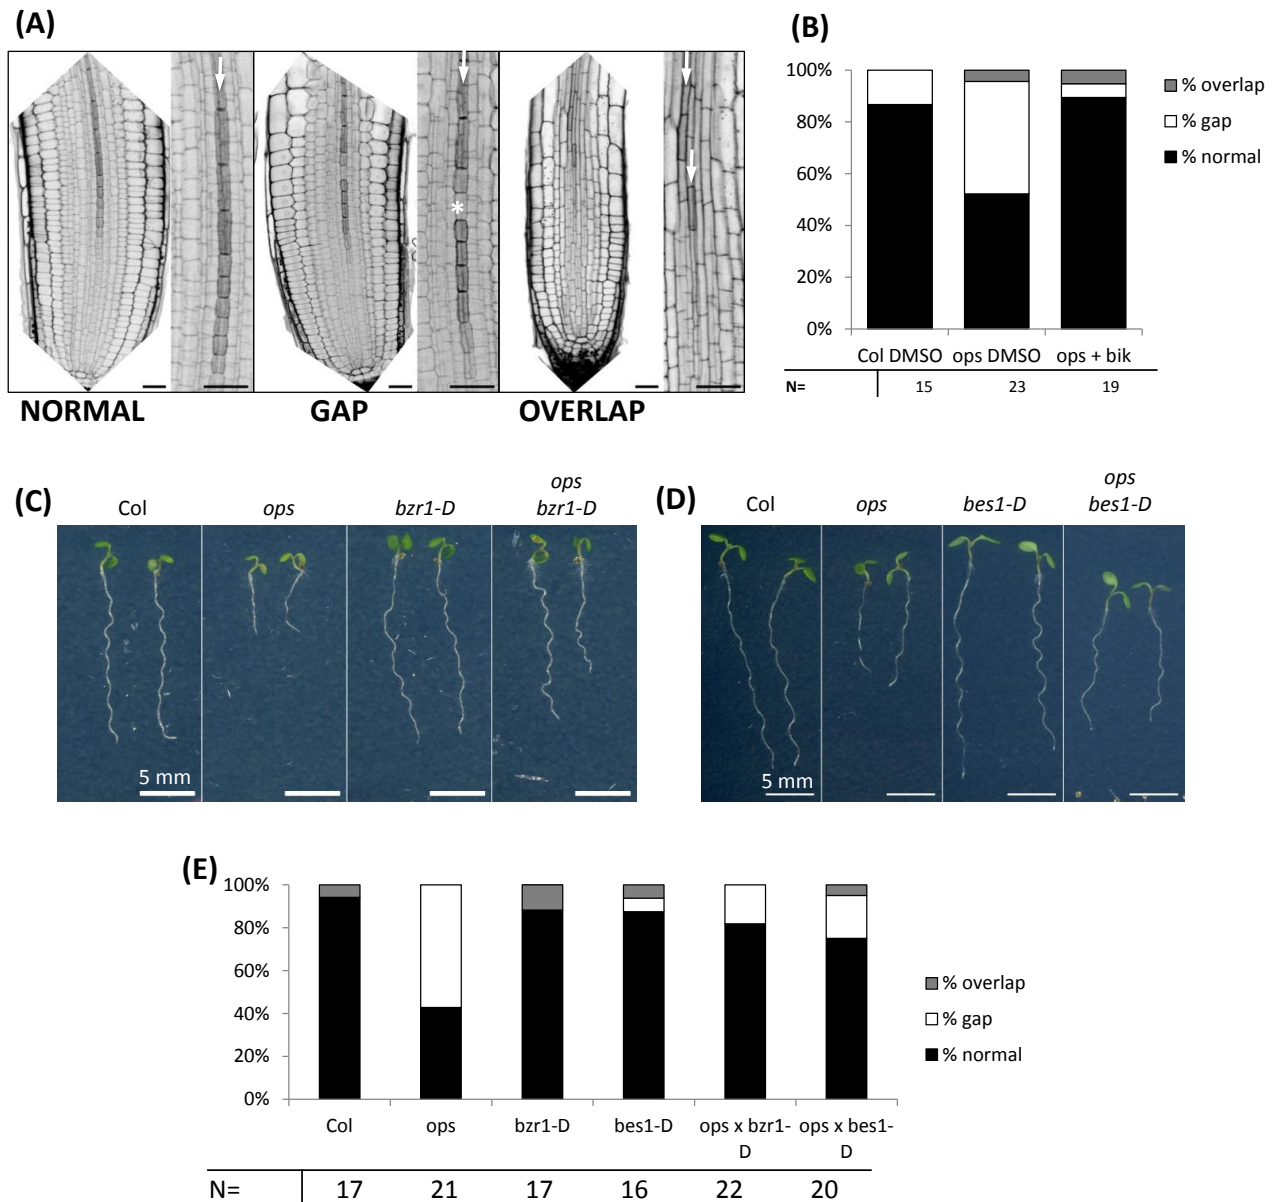 (A)
*
NORMAL
GAP
OVERLAP
(B)
100%
80%
60%
40%
20%
0%
% overlap
% gap
% normal
Col DMSO
ops DMSO
ops + bik
N=
15
23
19
(C)
Col
ops
bzr1-D
ops
bzr1-D
5 mm
(D)
Col
ops
bes1-D
ops
bes1-D
5 mm
(E)
100%
80%
60%
40%
20%
0%
% overlap
% gap
% normal
Col
ops
bzr1-D
bes1-D
ops x bzr1-
D
ops x bes1-
D
N=
17
21
17
16
22
20